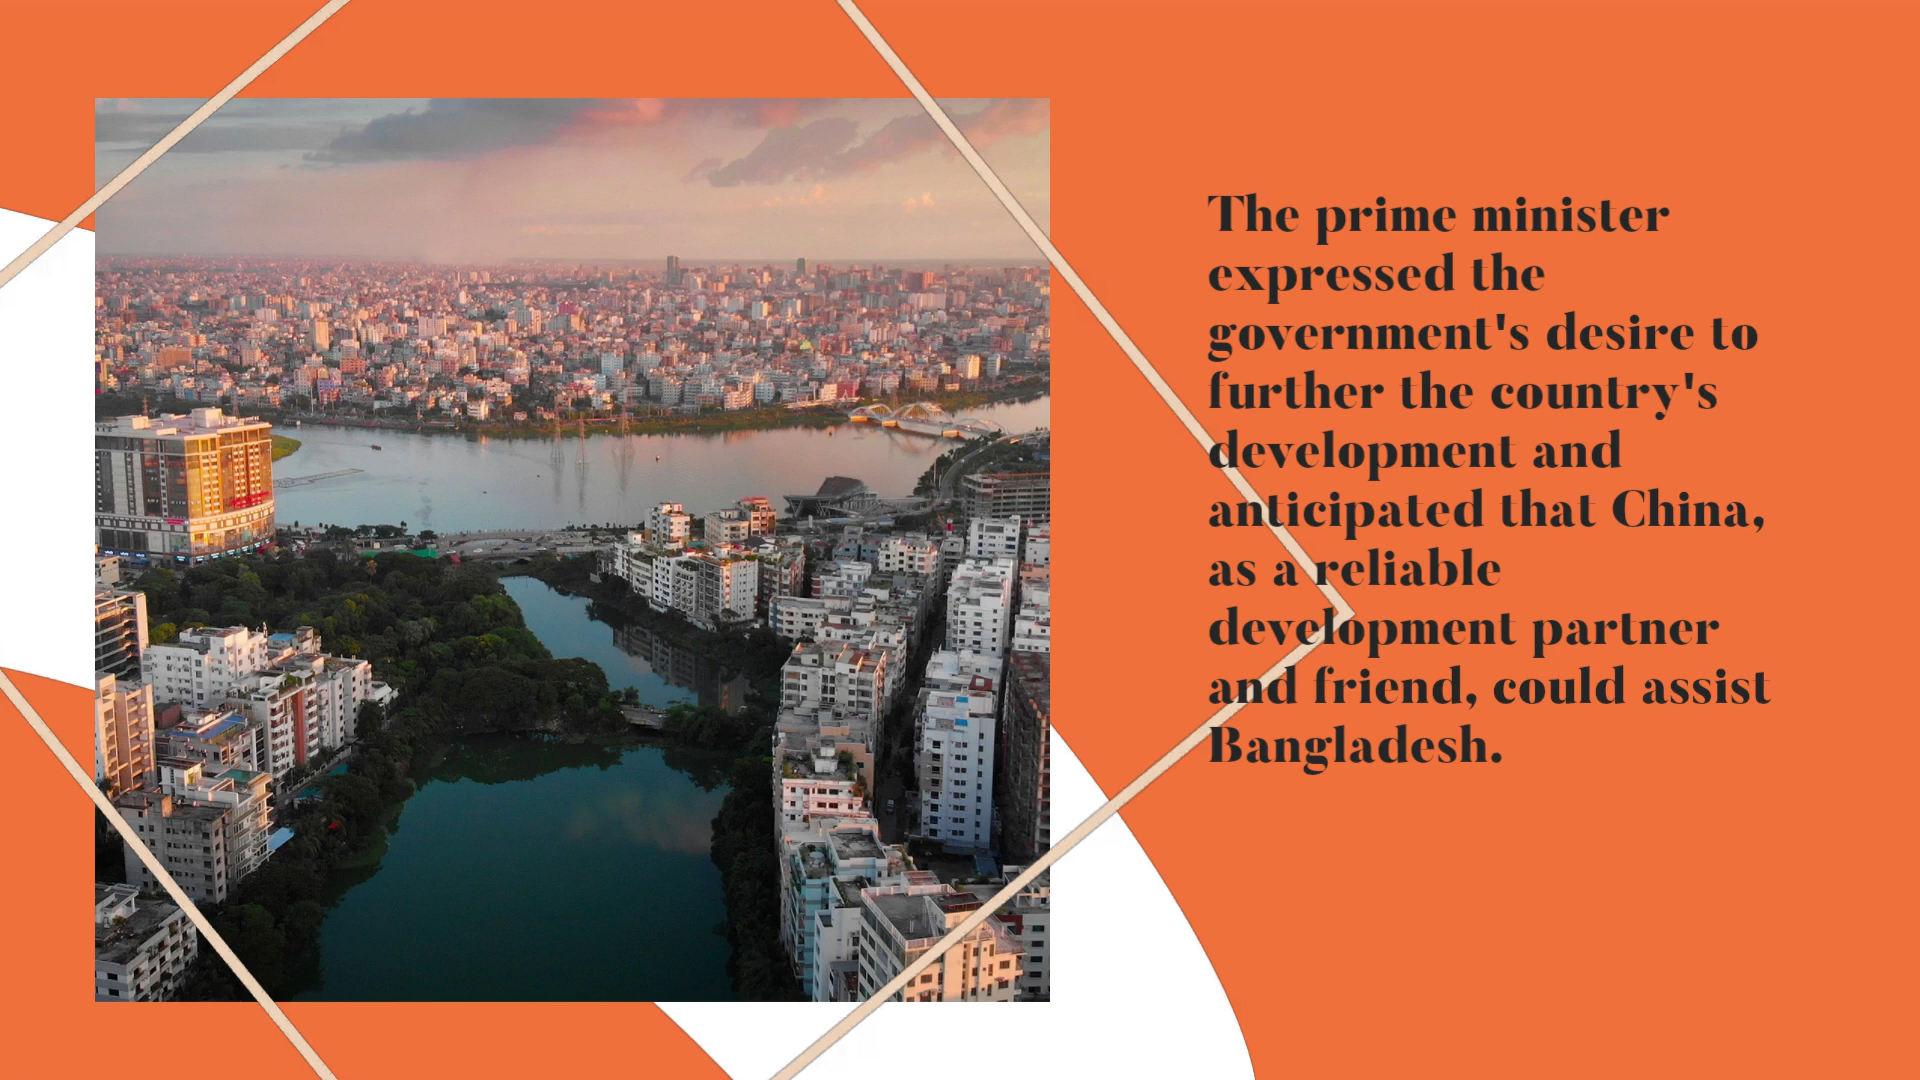 The prime minister
expressed the
government's desire to
further the country's
development and
anticipated that China,
as a reliable
development partner
and friend, could assist
Bangladesh.